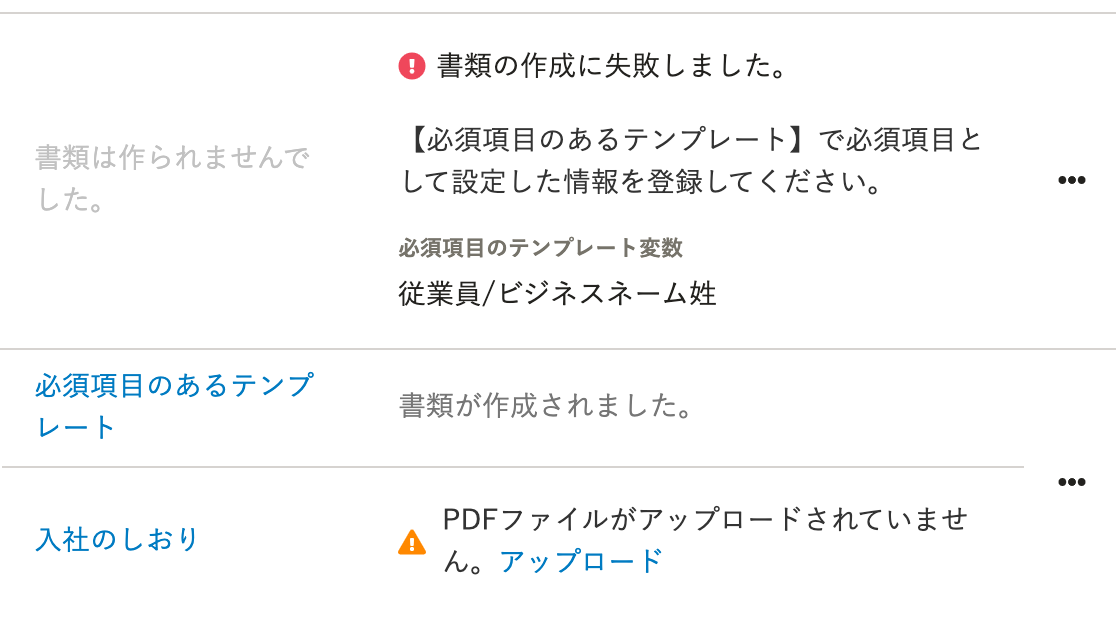 書類の作成に失敗しました。
書類は作られませんで
した。
【必須項目のあるテンプレート】で必須項目と
して設定した情報を登録してください。
必須項目のテンプレート変数
従業員/ビジネスネーム姓
必須項目のあるテンプ
レート
書類が作成されました。
入社のしおり
PDFファイルがアップロードされていませ
ん。アップロード